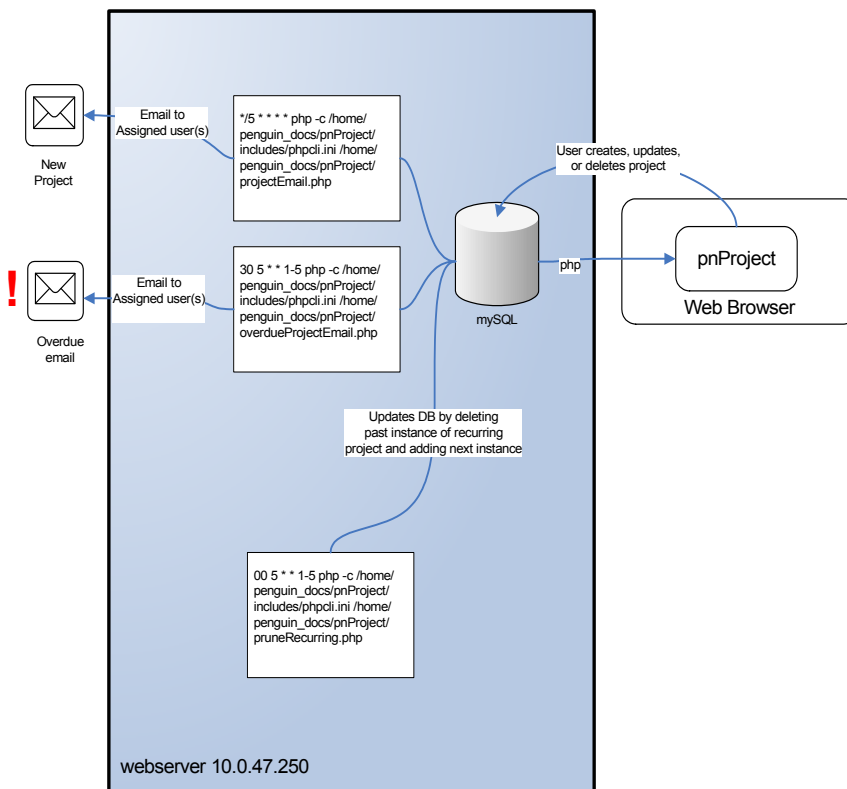 */5 * * * * php -c /home/
penguin_docs/pnProject/
includes/phpcli.ini /home/
penguin_docs/pnProject/
projectEmail.php
Email to
Assigned user(s)
New
Project
User creates, updates,
or deletes project
30 5 * * 1-5 php -c /home/
penguin_docs/pnProject/
includes/phpcli.ini /home/
penguin_docs/pnProject/
overdueProjectEmail.php
Email to
Assigned user(s)
!
Overdue
email
mySQL
php
pnProject
Web Browser
Updates DB by deleting
past instance of recurring
project and adding next instance
00 5 * * 1-5 php -c /home/
penguin_docs/pnProject/
includes/phpcli.ini /home/
penguin_docs/pnProject/
pruneRecurring.php
webserver 10.0.47.250